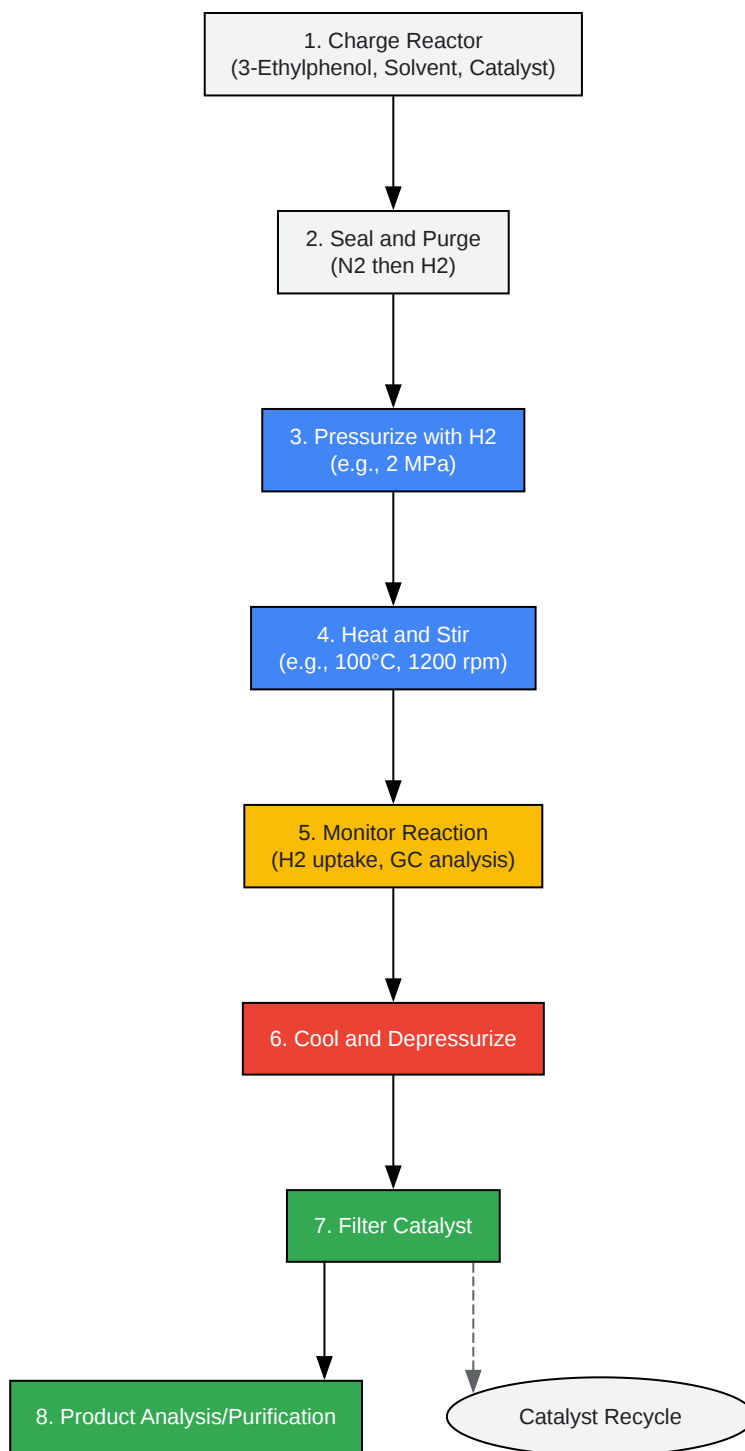 1. Charge Reactor
(3-Ethylphenol, Solvent, Catalyst)
2. Seal and Purge
(N2 then H2)
3. Pressurize with H2
(e.g., 2 MPa)
4. Heat and Stir
(e.g., 100°C, 1200 rpm)
5. Monitor Reaction
(H2 uptake, GC analysis)
6. Cool and Depressurize
7. Filter Catalyst
8. Product Analysis/Purification
Catalyst Recycle